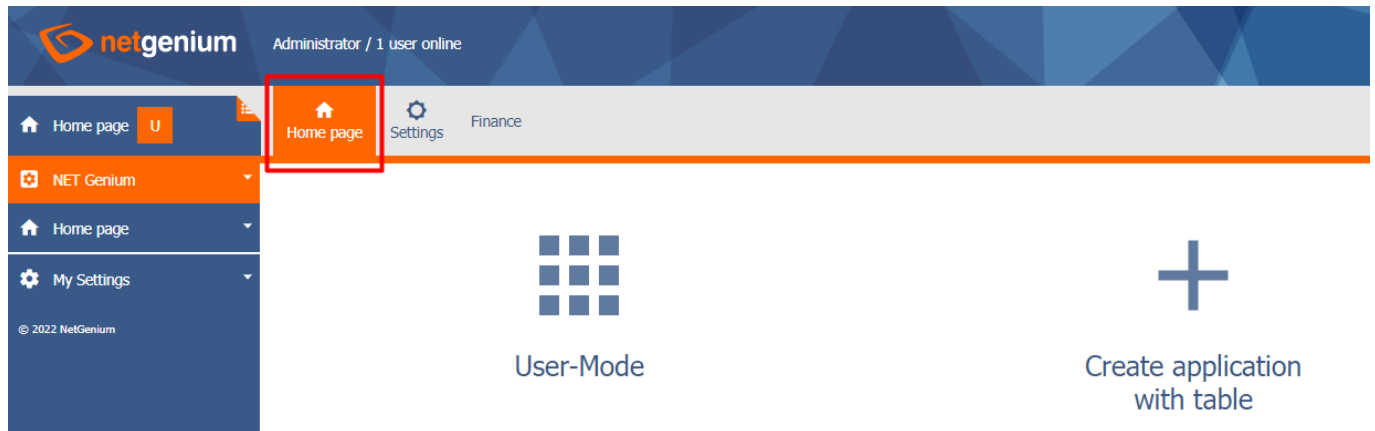 netgenium
Administrator / 1 user online
Home page U
Home page
Settings
Finance
NET Genium
Home page
My Settings
© 2022 NetGenium
User-Mode
Create application
with table